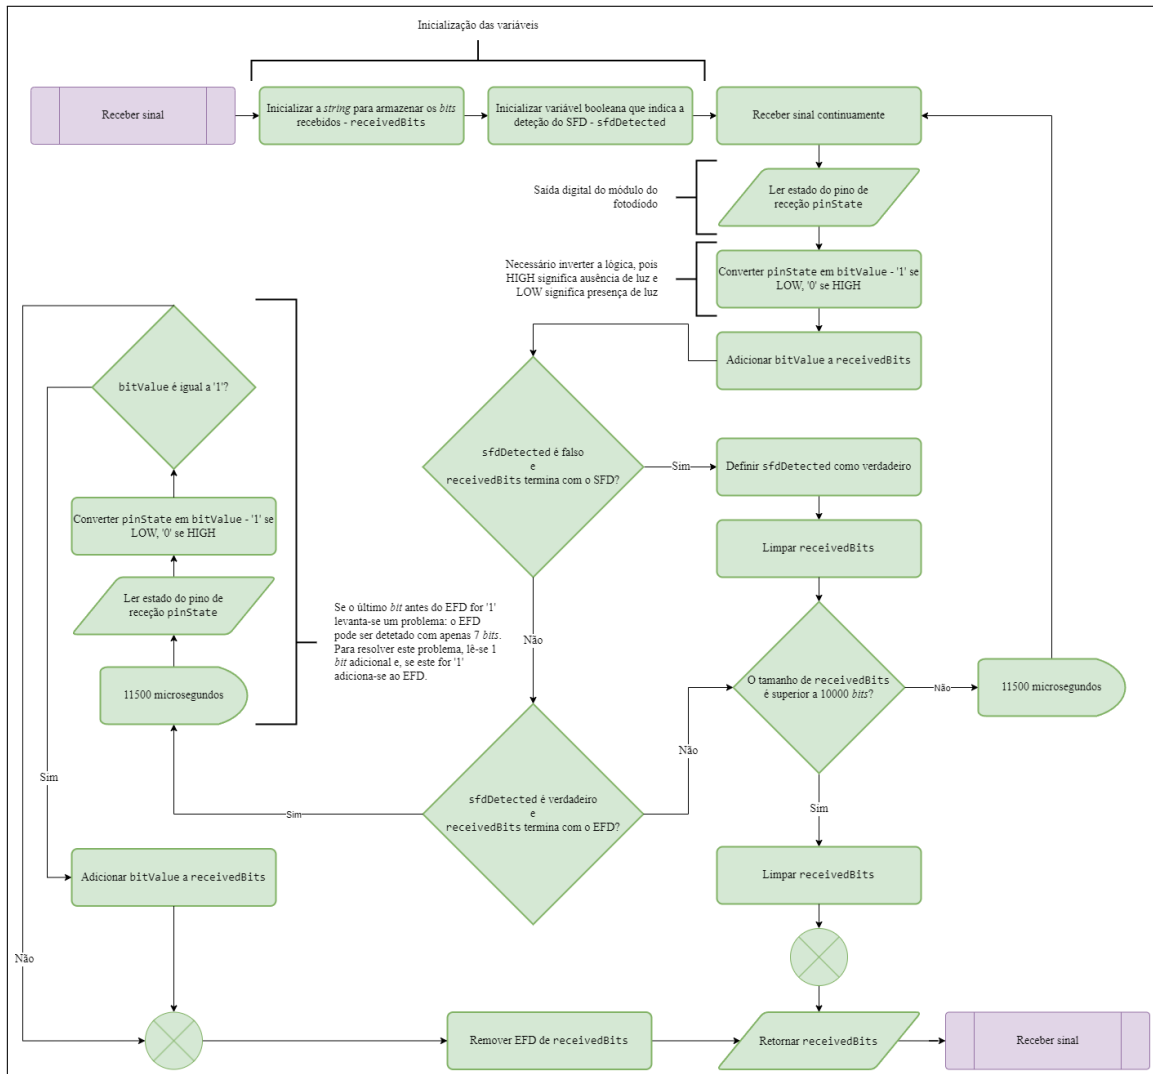 Inicialização das variáveis
Receber sinal
Inicializar a string para armazenar os bits
recebidos - receivedBits
Inicializar variável booleana que indica a
deteção do SFD - sfdDetected
Receber sinal continuamente
Saída digital do módulo do
fotodíodo
Ler estado do pino de
receção pinState
Necessário inverter a lógica, pois
HIGH significa ausência de luz e
LOW significa presença de luz
Converter pinState em bitValue - '1' se
LOW, '0' se HIGH
Adicionar bitValue a receivedBits
bitValue é igual a '1'?
sfdDetected é falso
e
receivedBits termina com o SFD?
Sim
Definir sfdDetected como verdadeiro
Converter pinState em bitValue - '1' se
LOW, '0' se HIGH
Limpar receivedBits
Ler estado do pino de
receção pinState
Se o último bit antes do EFD for '1'
levanta-se um problema: o EFD
pode ser detetado com apenas 7 bits.
Para resolver este problema, lê-se 1
bit adicional e, se este for '1'
adiciona-se ao EFD.
Não
11500 microsegundos
O tamanho de receivedBits
é superior a 10000 bits?
Não
11500 microsegundos
Não
Sim
sfdDetected é verdadeiro
e
receivedBits termina com o EFD?
Sim
Sim
Adicionar bitValue a receivedBits
Limpar receivedBits
Não
Remover EFD de receivedBits
Retornar receivedBits
Receber sinal